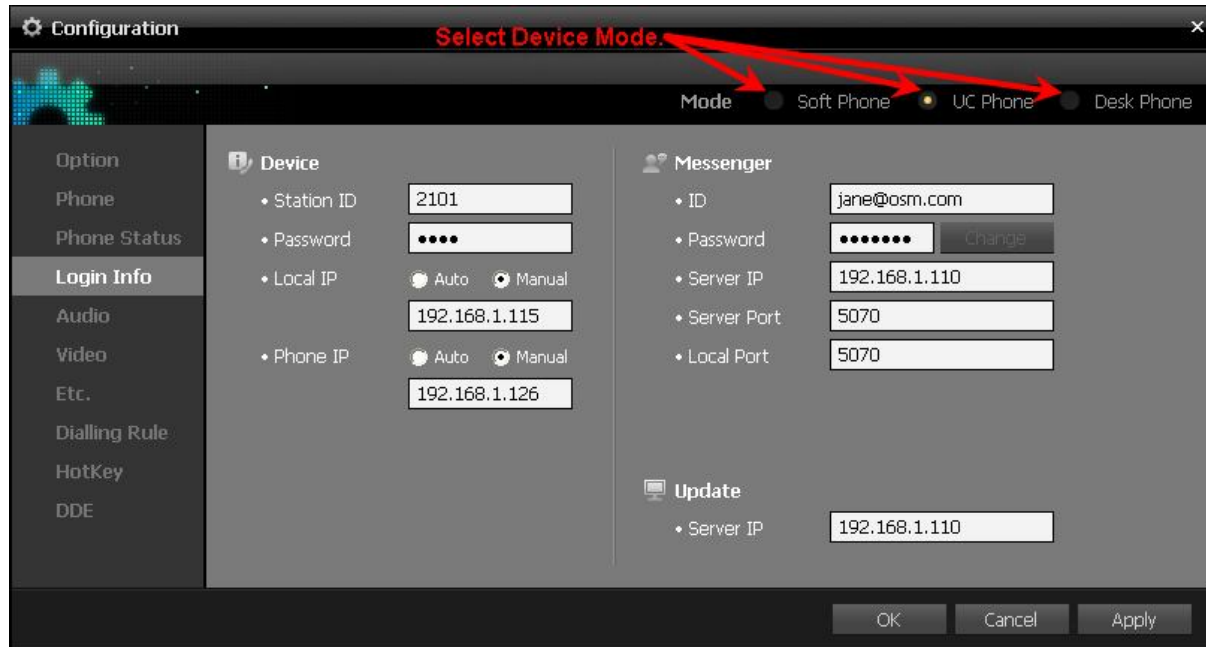 Configuration
Select Device Mode.
×
Mode Soft Phone UC Phone Desk Phone
Option
Phone
Phone Status
Login Info
Audio
Video
Etc.
Dialling Rule
HotKey
DDE
Device
• Station ID 2101
• Password ••••
• Local IP Auto Manual
192.168.1.115
• Phone IP Auto Manual
192.168.1.126
Messenger
• ID jane@osm.com
• Password ••••••• Change
• Server IP 192.168.1.110
• Server Port 5070
• Local Port 5070
Update
• Server IP 192.168.1.110
OK Cancel Apply